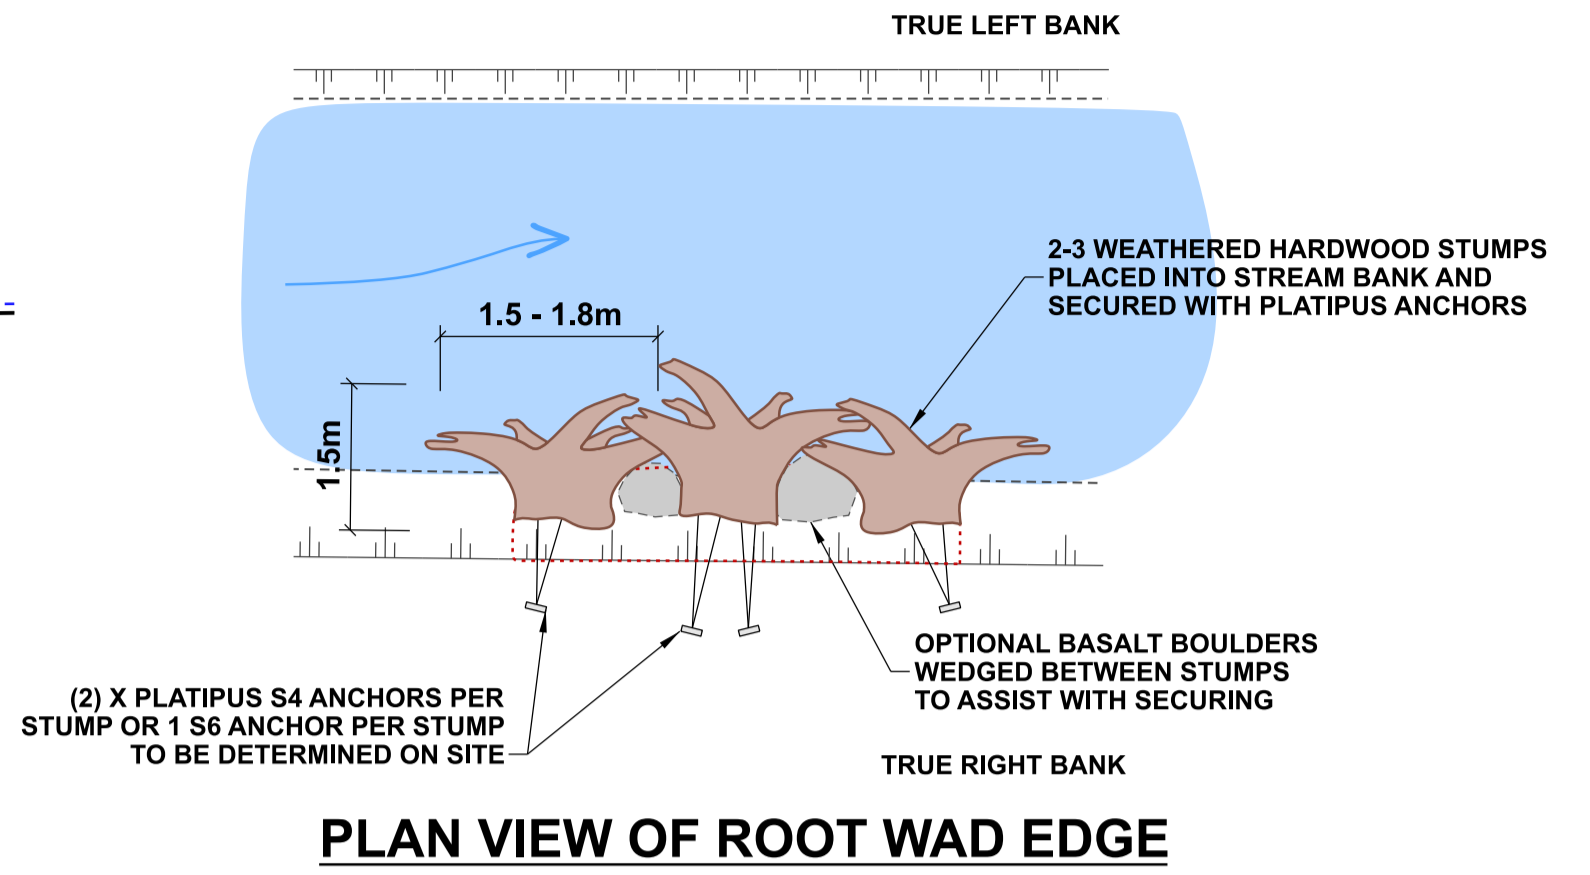 TRUE LEFT BANK
2-3 WEATHERED HARDWOOD STUMPS
PLACED INTO STREAM BANK AND
SECURED WITH PLATIPUS ANCHORS
1.5 - 1.8m
1.5m
OPTIONAL BASALT BOULDERS
WEDGED BETWEEN STUMPS
TO ASSIST WITH SECURING
(2) X PLATIPUS S4 ANCHORS PER
STUMP OR 1 S6 ANCHOR PER STUMP
TO BE DETERMINED ON SITE
TRUE RIGHT BANK
PLAN VIEW OF ROOT WAD EDGE